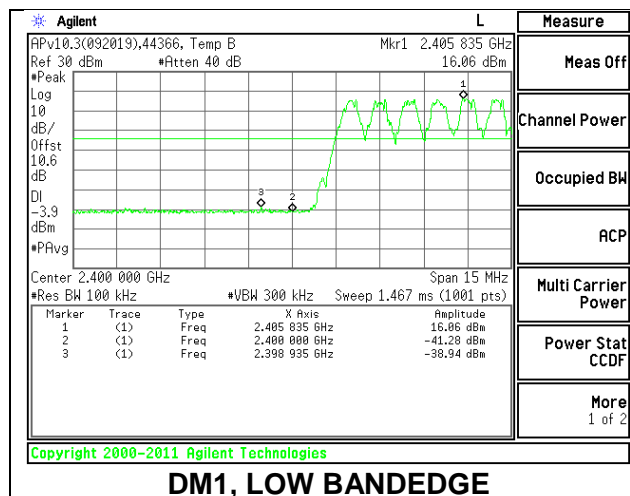 Agilent L Measure
APv10.3(092019),44366, Temp B Mkr1 2.405 835 GHz
Ref 30 dBm #Atten 40 dB 16.06 dBm
#Peak
Log
10
dB/
Offst
10.6
dB
DI
-3.9
dBm
#PAvg
1
3
2
Center 2.400 000 GHz Span 15 MHz
#Res BW 100 kHz #VBW 300 kHz Sweep 1.467 ms (1001 pts)
Marker Trace Type X Axis Amplitude
1 (1) Freq 2.405 835 GHz 16.06 dBm
2 (1) Freq 2.400 000 GHz -41.28 dBm
3 (1) Freq 2.398 935 GHz -38.94 dBm
Meas Off
Channel Power
Occupied BW
ACP
Multi Carrier
Power
Power Stat
CCDF
More
1 of 2
Copyright 2000-2011 Agilent Technologies
DM1, LOW BANDEDGE